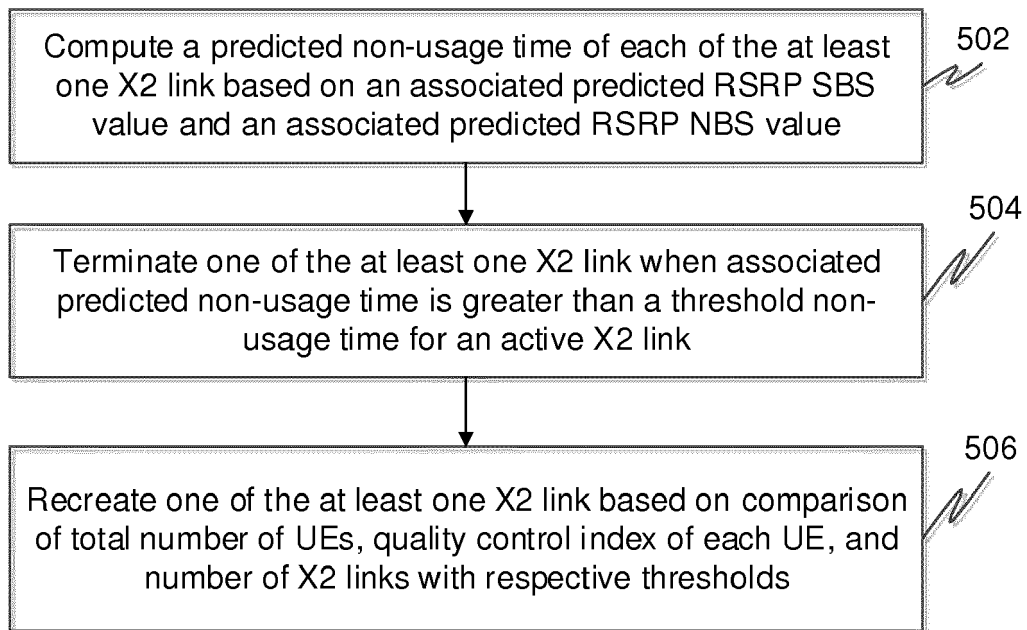 Compute a predicted non-usage time of each of the at least
one X2 link based on an associated predicted RSRP SBS
value and an associated predicted RSRP NBS value
502
Terminate one of the at least one X2 link when associated
predicted non-usage time is greater than a threshold non-
usage time for an active X2 link
504
Recreate one of the at least one X2 link based on comparison
of total number of UEs, quality control index of each UE, and
number of X2 links with respective thresholds
506